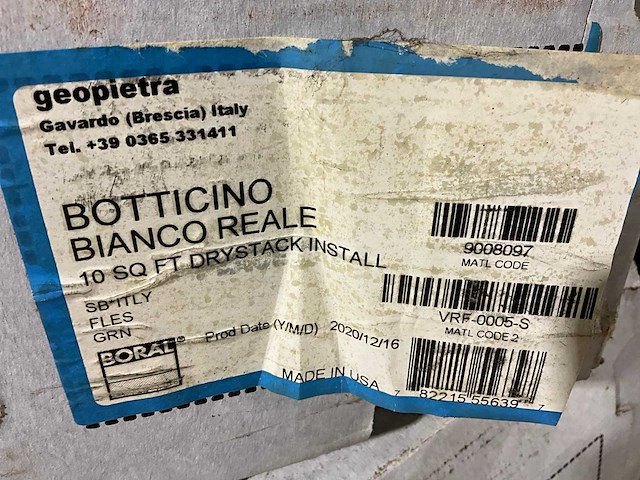 geopietra
Gavardo (Brescia) Italy
Tel. +39 0365 331411
BOTTICINO
BIANCO REALE
10 SQ FT DRYSTACK INSTALL
SB*ITLY
FLES
GRN
BORAL®
Prod Date (Y/M/D) 2020/12/16
MADE IN USA
9008097
MATL CODE
VRF-0005-S
MATL CODE 2
7 82215 55639 7